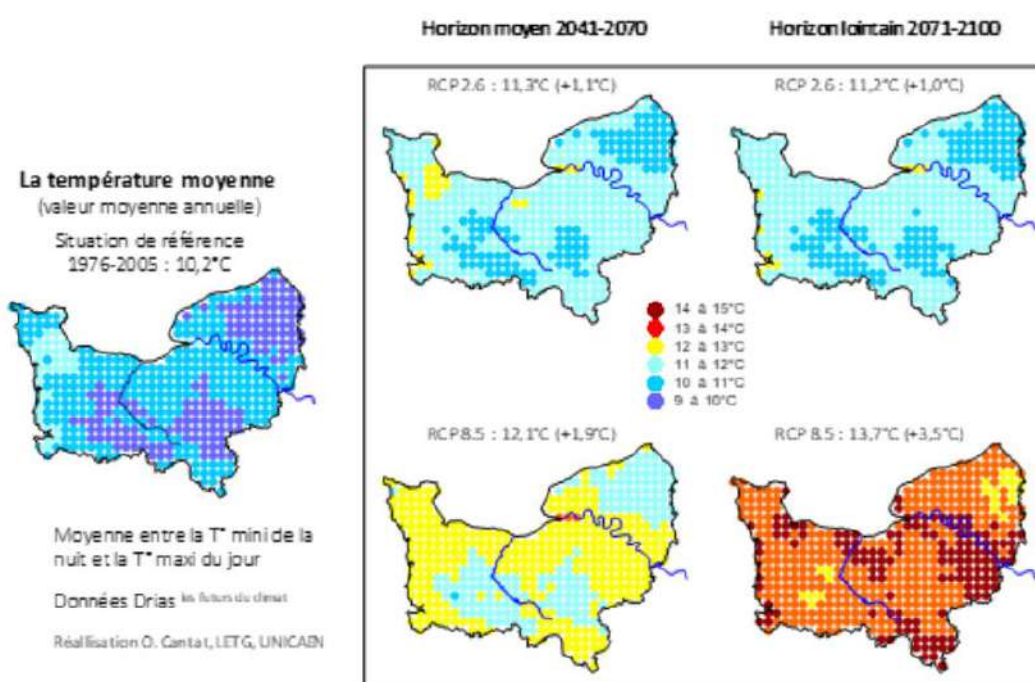 Horizon moyen 2041-2070
Horizon lointain 2071-2100
RCP 2.6 : 11,3°C (+1,1°C)
RCP 2.6 : 11,2°C (+1,0°C)
La température moyenne
(valeur moyenne annuelle)
Situation de référence
1976-2005 : 10,2°C
14 à 15°C
13 à 14°C
12 à 13°C
11 à 12°C
10 à 11°C
9 à 10°C
RCP 8.5 : 12,1°C (+1,9°C)
RCP 8.5 : 13,7°C (+3,5°C)
Moyenne entre la T° mini de la
nuit et la T° maxi du jour
Données Drias les futurs du climat
Réallisation O. Cantat, LETG, UNICAEN